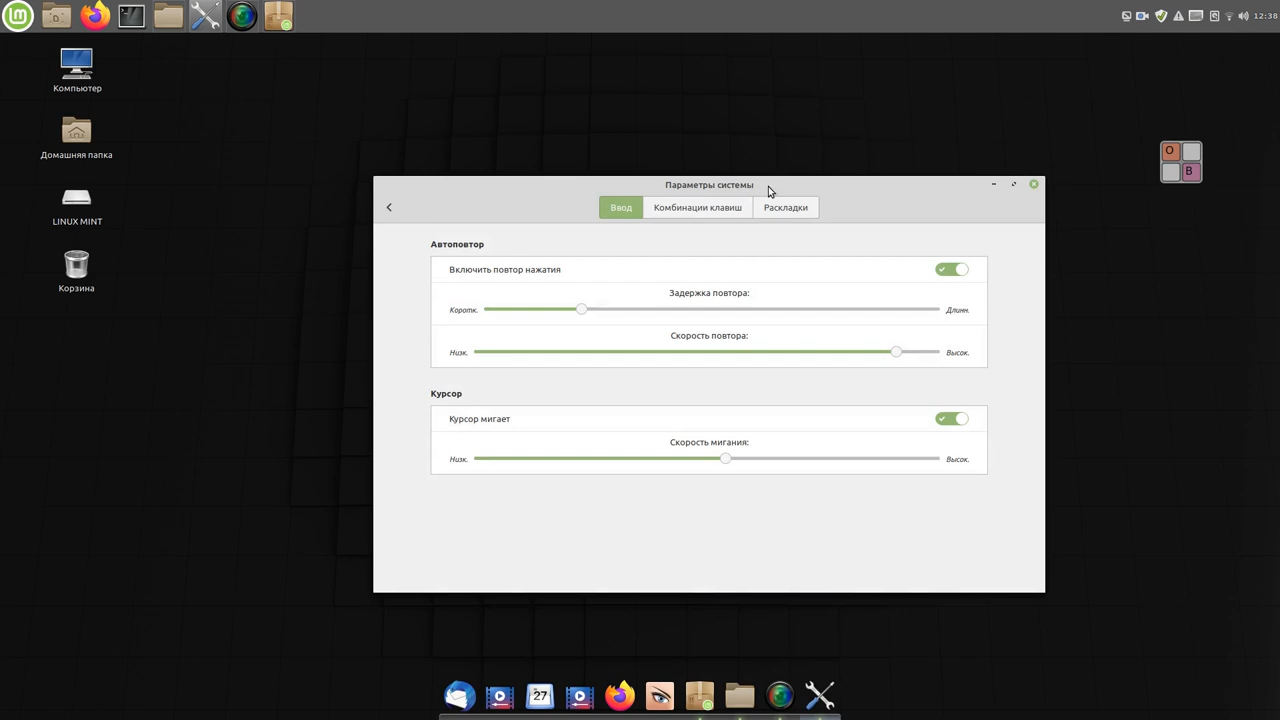 12:38
Компьютер
Домашняя папка
LINUX MINT
Корзина
O
B
Параметры системы
Ввод
Комбинации клавиш
Раскладки
Автоповтор
Включить повтор нажатия
Задержка повтора:
Коротк.
Длинн.
Скорость повтора:
Низк.
Высок.
Курсор
Курсор мигает
Скорость мигания:
Низк.
Высок.
27